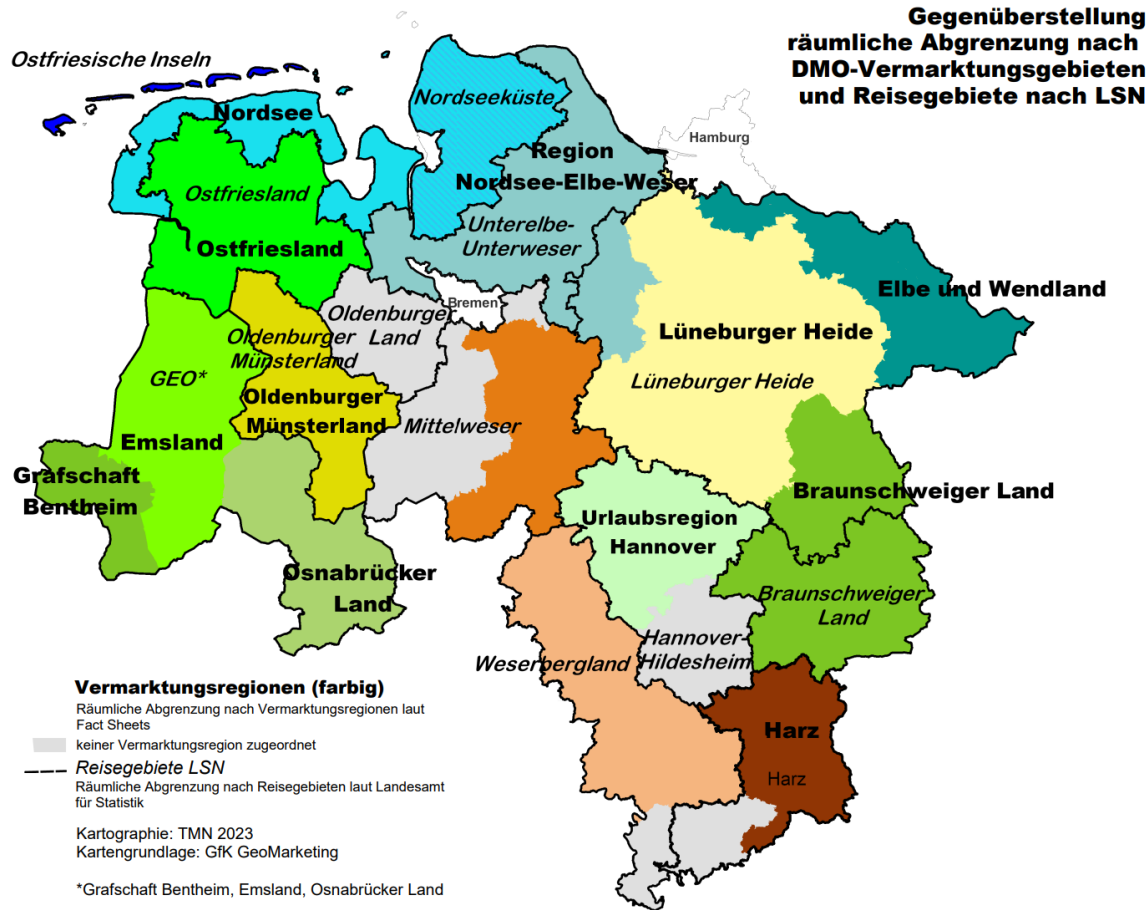 Gegenüberstellung
räumliche Abgrenzung nach
DMO-Vermarktungsgebieten
und Reisegebiete nach LSN
Ostfriesische Inseln
Nordsee
Nordseeküste
Hamburg
Region
Nordsee-Elbe-Weser
Ostfriesland
Unterelbe-
Unterweser
Ostfriesland
Elbe und Wendland
Bremen
Oldenburger
Land
Oldenburger
Münsterland
Lüneburger Heide
GEO*
Lüneburger Heide
Oldenburger
Münsterland
Mittelweser
Emsland
Grafschaft
Bentheim
Braunschweiger Land
Urlaubsregion
Hannover
Osnabrücker
Land
Braunschweiger
Land
Hannover-
Hildesheim
Weserbergland
Harz
Harz
Vermarktungsregionen (farbig)
Räumliche Abgrenzung nach Vermarktungsregionen laut
Fact Sheets
keiner Vermarktungsregion zugeordnet
Reisegebiete LSN
Räumliche Abgrenzung nach Reisegebieten laut Landesamt
für Statistik
Kartographie: TMN 2023
Kartengrundlage: GfK GeoMarketing
*Grafschaft Bentheim, Emsland, Osnabrücker Land